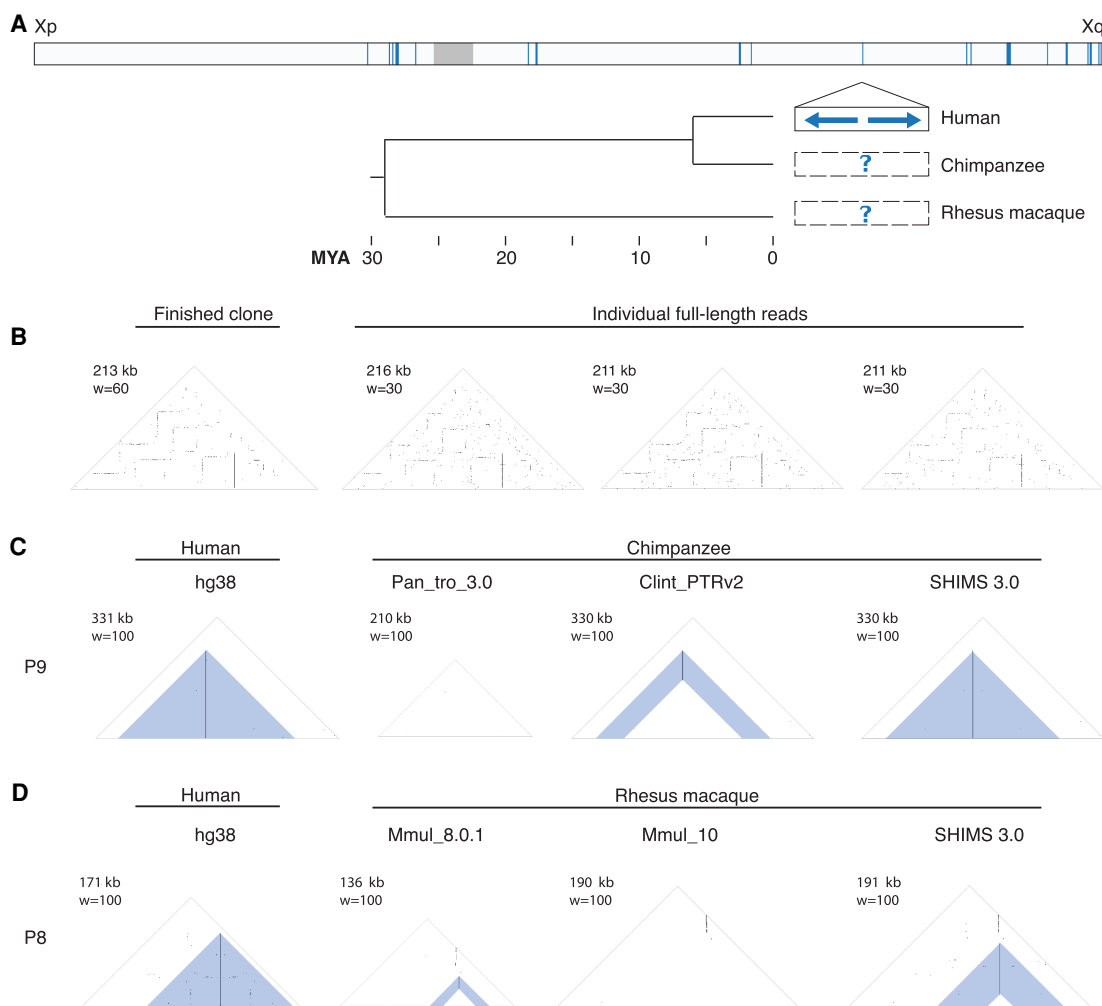 A
Xp
Xq
Human
?
Chimpanzee
?
Rhesus macaque
MYA 30 20 10 0
B
Finished clone
Individual full-length reads
213 kb
w=60
216 kb
w=30
211 kb
w=30
211 kb
w=30
C
Human
Chimpanzee
hg38
Pan_tro_3.0
Clint_PTRv2
SHIMS 3.0
P9
331 kb
w=100
210 kb
w=100
330 kb
w=100
330 kb
w=100
D
Human
Rhesus macaque
hg38
Mmul_8.0.1
Mmul_10
SHIMS 3.0
P8
171 kb
w=100
136 kb
w=100
190 kb
w=100
191 kb
w=100